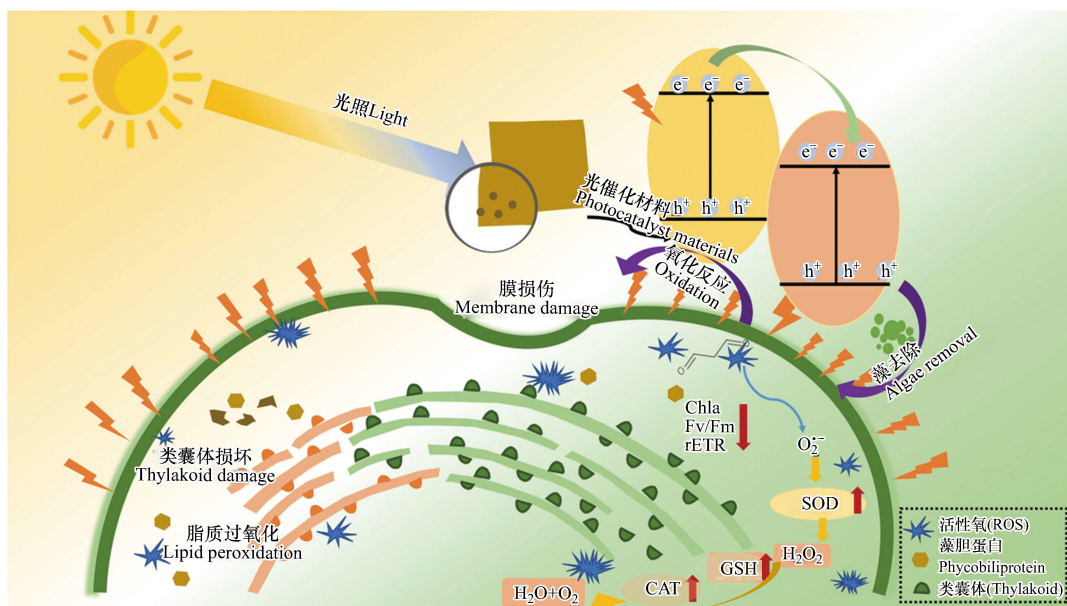 光照Light
e⁻ e⁻ e⁻
h⁺ h⁺ h⁺
e⁻ e⁻ e⁻
h⁺ h⁺ h⁺
光催化材料
Photocatalyst materials
氧化反应
Oxidation
膜损伤
Membrane damage
藻去除
Algae removal
O
O
Chla
Fv/Fm
rETR
O₂·⁻
SOD
H₂O₂
GSH
CAT
H₂O+O₂
类囊体损坏
Thylakoid damage
脂质过氧化
Lipid peroxidation
活性氧(ROS)
藻胆蛋白
Phycobiliprotein
类囊体(Thylakoid)